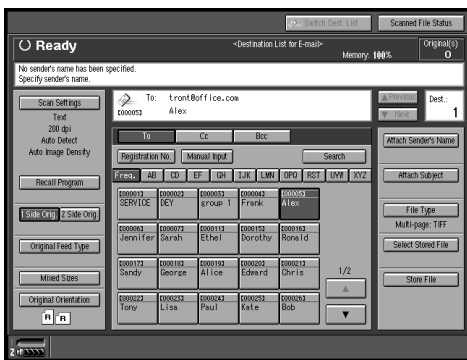 Switch Dest. List
Scanned File Status
Ready
<Destination List for E-mail>
Memory: 100%
Original(s)
0
No sender's name has been specified.
Specify sender's name.
Scan Settings
Text
200 dpi
Auto Detect
Auto Image Density
Recall Program
1 Side Orig.
2 Side Orig.
Original Feed Type
Mixed Sizes
Original Orientation
R R
To: tront@office.com
[00005] Alex
▲ Previous
▼ Next
Dest.:
1
To
Cc
Bcc
Registration No.
Manual Input
Search
Freq. AB CD EF GH IJK LMN OPQ RST UVW XYZ
[00001] [00002] [00003] [00004] [00005]
SERVICE DEY group 1 Frank Alex
[00006] [00007] [00011] [00015] [00016]
Jennifer Sarah Ethel Dorothy Ronald
[00017] [00018] [00019] [00020] [00021]
Sandy George Alice Edward Chris
[00022] [00023] [00024] [00025] [00026]
Tony Lisa Paul Kate Bob
1/2
▲
▼
Attach Sender's Name
Attach Subject
File Type
Multi-page: TIFF
Select Stored File
Store File